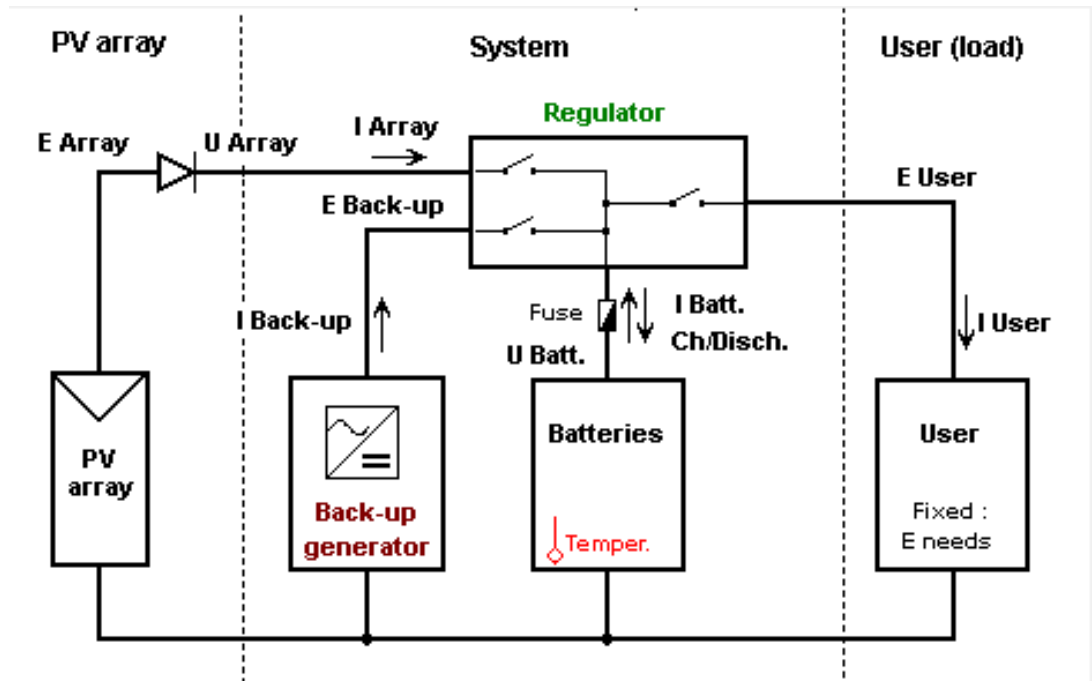 PV array
System
User (load)
Regulator
E Array
U Array
I Array
E Back-up
E User
I Back-up
Fuse
I Batt.
Ch/Disch.
U Batt.
I User
PV
array
Back-up
generator
Batteries
Temper.
User
Fixed :
E needs